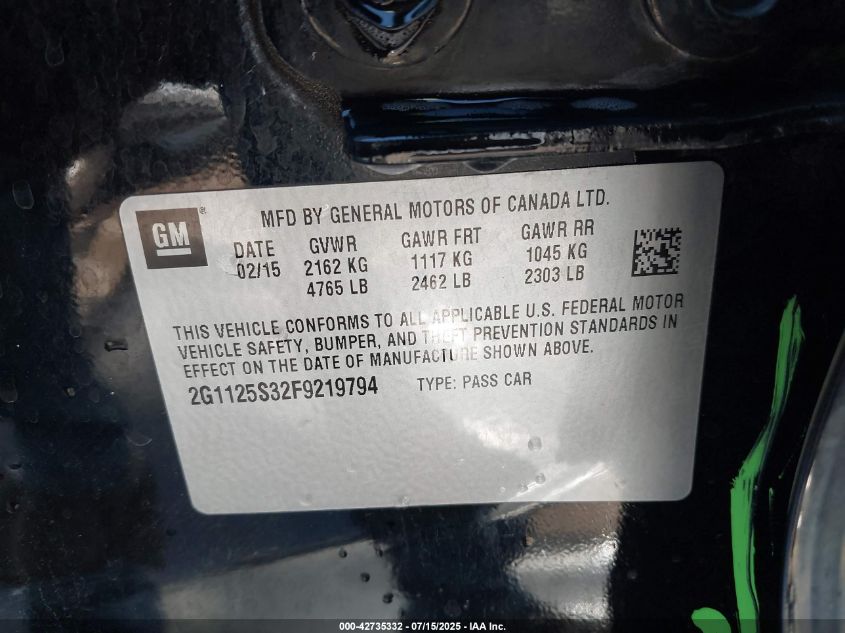 GM ®
MFD BY GENERAL MOTORS OF CANADA LTD.
DATE GVWR GAWR FRT GAWR RR
02/15 2162 KG 1117 KG 1045 KG
4765 LB 2462 LB 2303 LB
THIS VEHICLE CONFORMS TO ALL APPLICABLE U.S. FEDERAL MOTOR
VEHICLE SAFETY, BUMPER, AND THEFT PREVENTION STANDARDS IN
EFFECT ON THE DATE OF MANUFACTURE SHOWN ABOVE.
2G1125S32F9219794 TYPE: PASS CAR
000-42735332 - 07/15/2025 - IAA Inc.